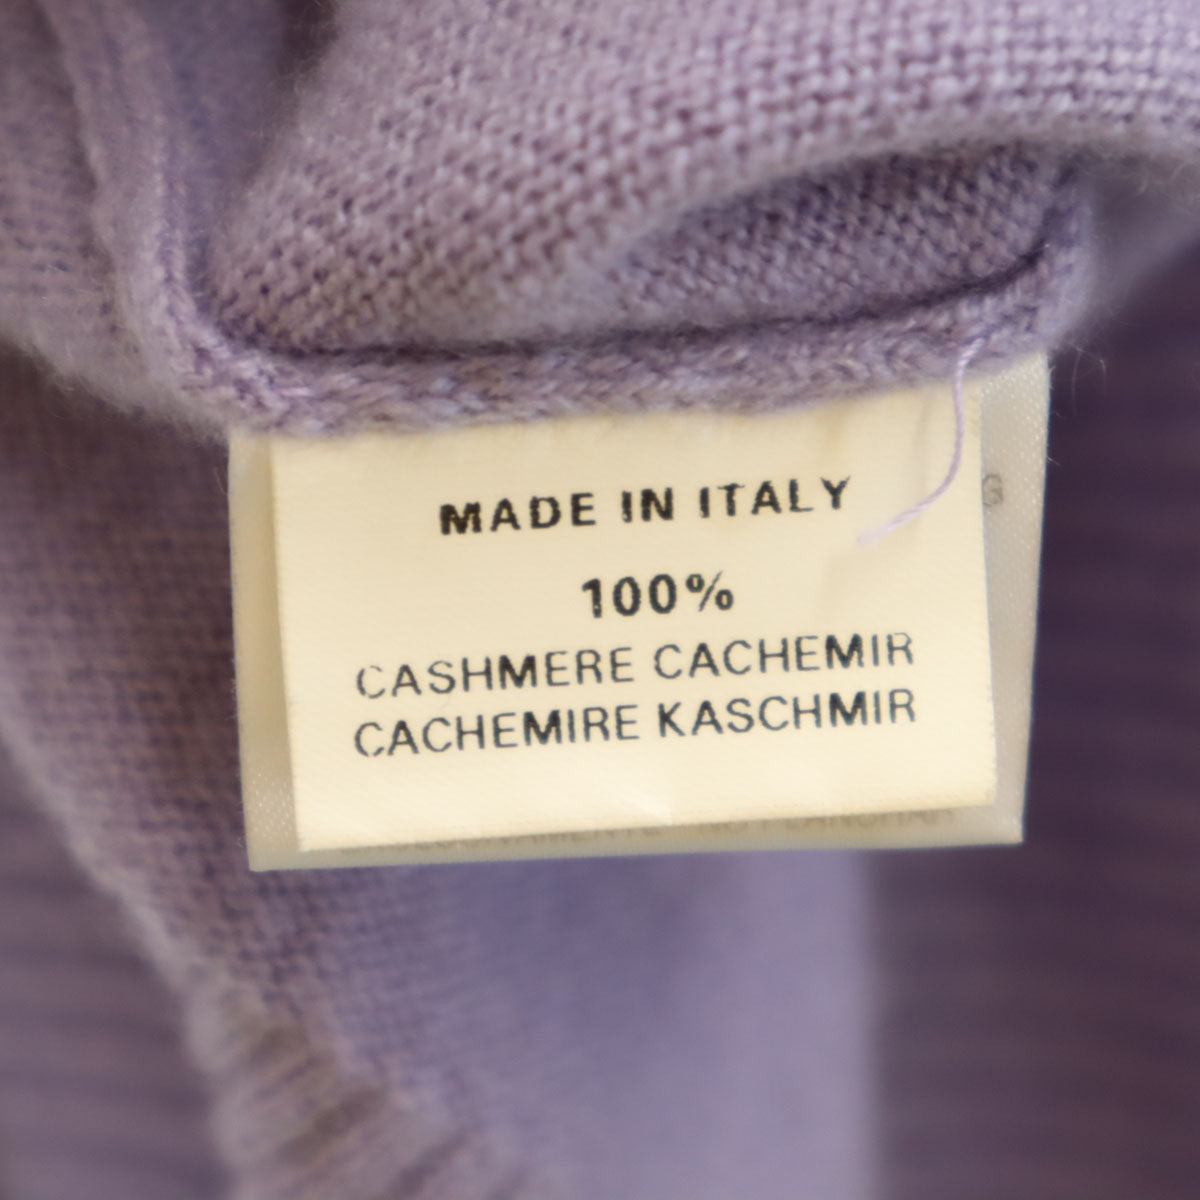 MADE IN ITALY
100%
CASHMERE CACHEMIR
CACHEMIRE KASCHMIR